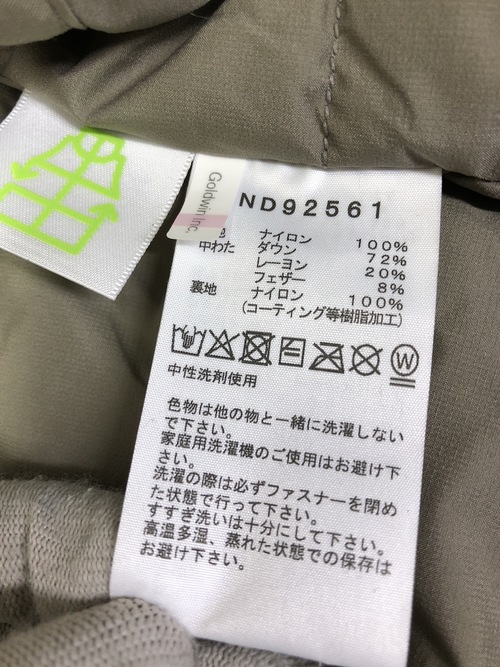 Goldwin Inc.
ND92561
ナイロン 100%
中わた ダウン 72%
レーヨン 20%
フェザー 8%
裏地 ナイロン 100%
(コーティング等樹脂加工)
W
中性洗剤使用
色物は他の物と一緒に洗濯しない
で下さい。
家庭用洗濯機のご使用はお避け下
さい。
洗濯の際は必ずファスナーを閉め
た状態で行って下さい。
すすぎ洗いは十分にして下さい。
高温多湿、蒸れた状態での保存は
お避け下さい。